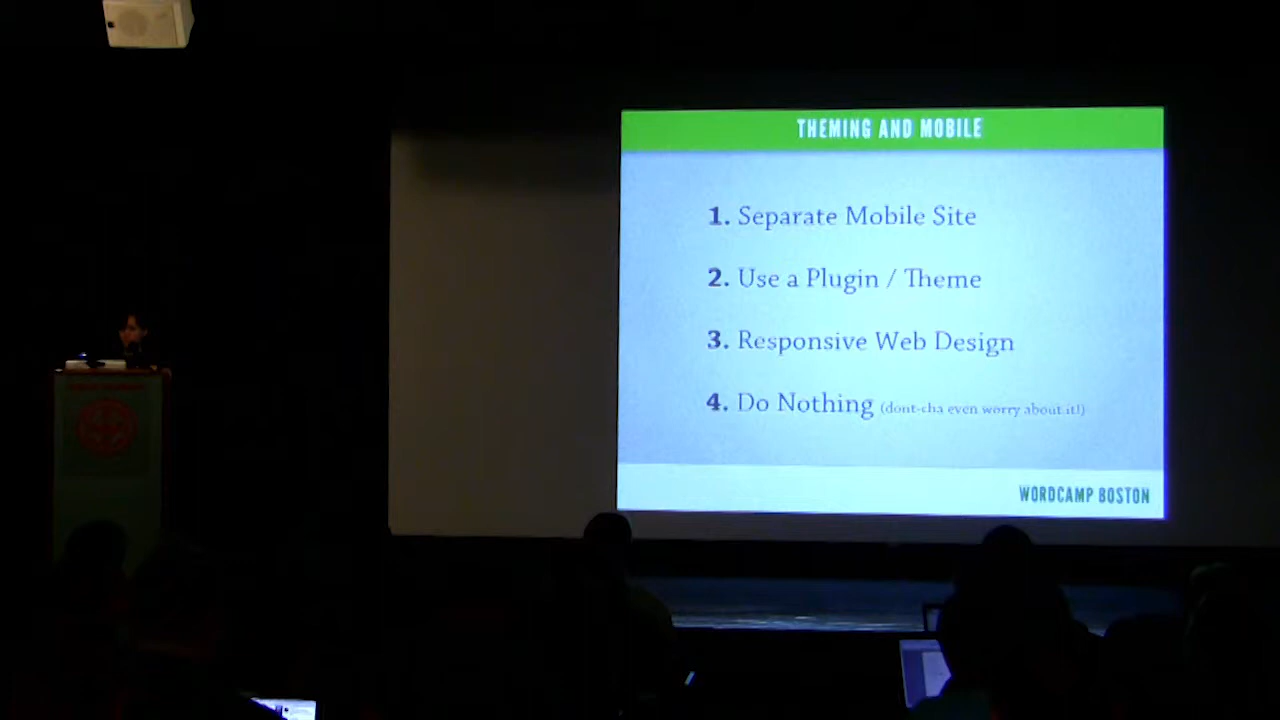 THEMING AND MOBILE
1. Separate Mobile Site
2. Use a Plugin / Theme
3. Responsive Web Design
4. Do Nothing (dont-cha even worry about it!)
WORDCAMP BOSTON